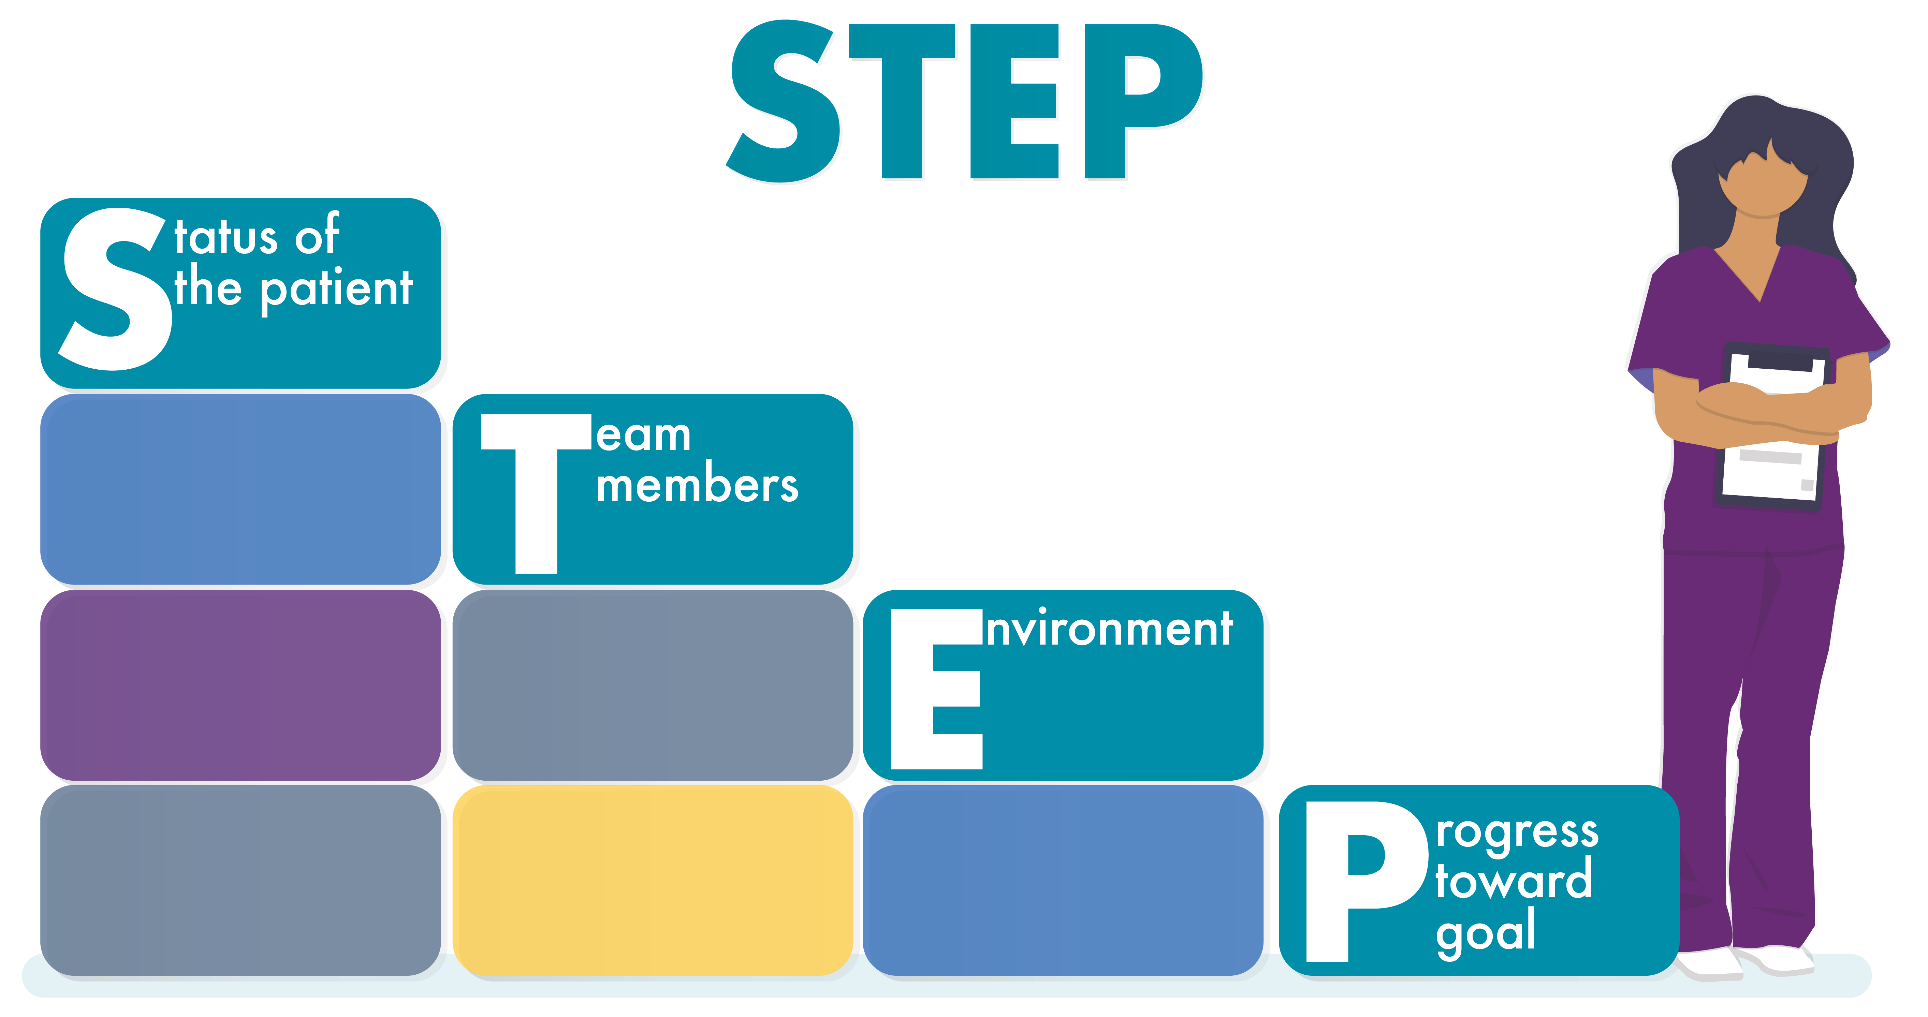 STEP
Status of
the patient
Team
members
Environment
Progress
toward
goal